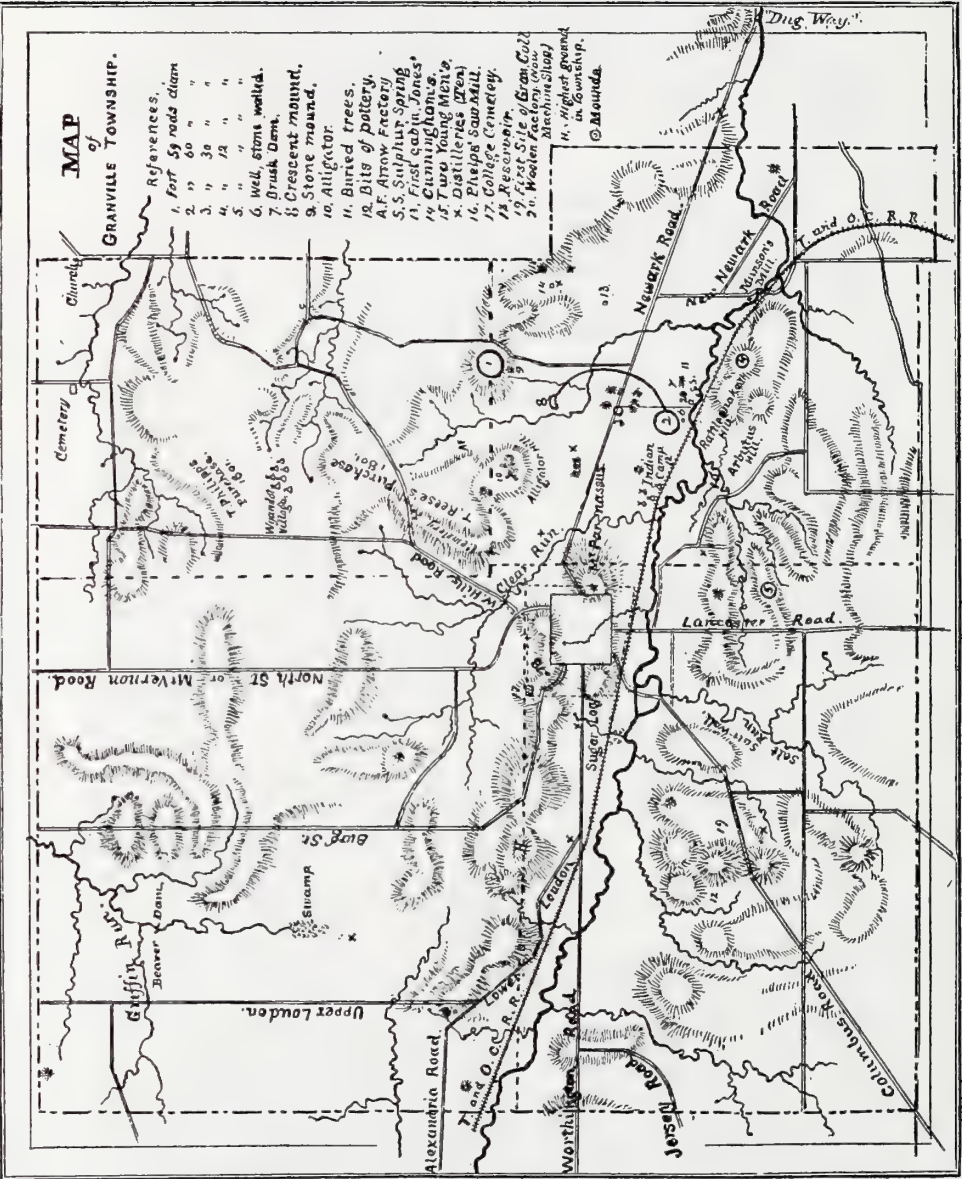 MAP
of
GRANVILLE TOWNSHIP.
References.
1. Fort 59 rods diam
2. " 60 " "
3. " 30 " "
4. " 12 " "
5. " " " "
6. Well, stone walled.
7. Brush Dam.
8. Crescent mound.
9. Stone mound.
10. Alligator.
11. Buried trees.
12. Bits of pottery.
A.F. Arrow Factory
S.S. Sulphur Spring
13. First cabin, Jones'
14 Cunningham's.
15. Two Young Men's.
x. Distilleries (Ten)
16. Phelps Saw Mill.
17. College Cemetery.
18. Reservoir.
19. First Site of Gran. Coll
20. Woolen Factory (Now
Machine Shop)
H. Highest ground
in Township.
Mounds
"Dug Way".
Church
Cemetery
T. Philipps
Purchase
1801.
Wyandot
Village
T. Reese's Purchase
1801.
Welsh Hills Road
Clear Run
North St. or Mt Vernon Road.
Burg St.
Griffin Run.
Beaver Dam.
Swamp
Upper Loudon.
Alexandria Road.
Lower Loudon
T. and O.C. R.R.
Worthington Road
Jersey Road
Columbus Road
Sugar Loaf
Mt. Parnassus
Alligator
Indian
Camp
Newark Road
New Newark Road
Munson's
Mill.
T. and O.C. R.R.
Rattlesnake
Arbutus
Hill.
Lancaster Road.
Salt Run